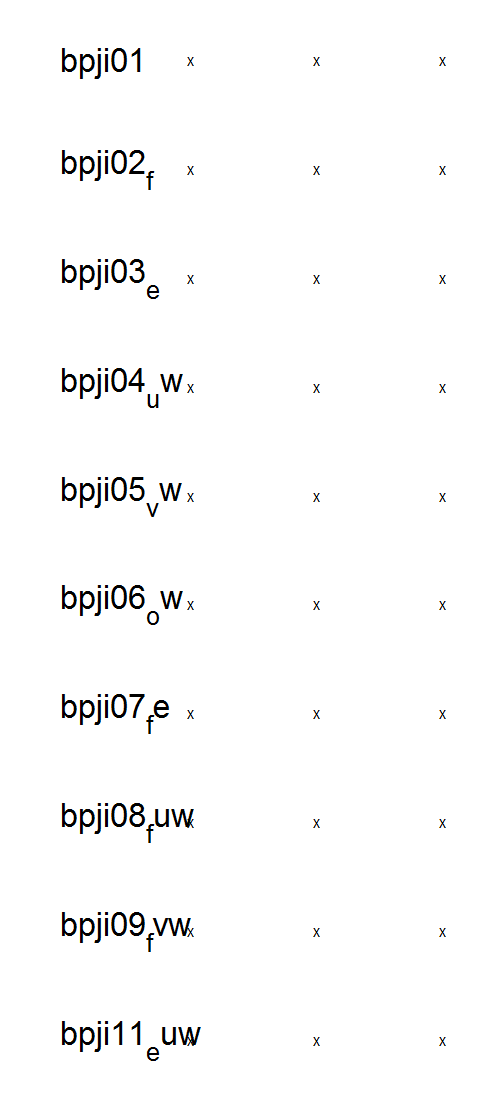 bpji01 x x x
bpji02f x x x
bpji03e x x x
bpji04uw x x x
bpji05vw x x x
bpji06ow x x x
bpji07fe x x x
bpji08fuw x x x
bpji09fvw x x x
bpji11euw x x x